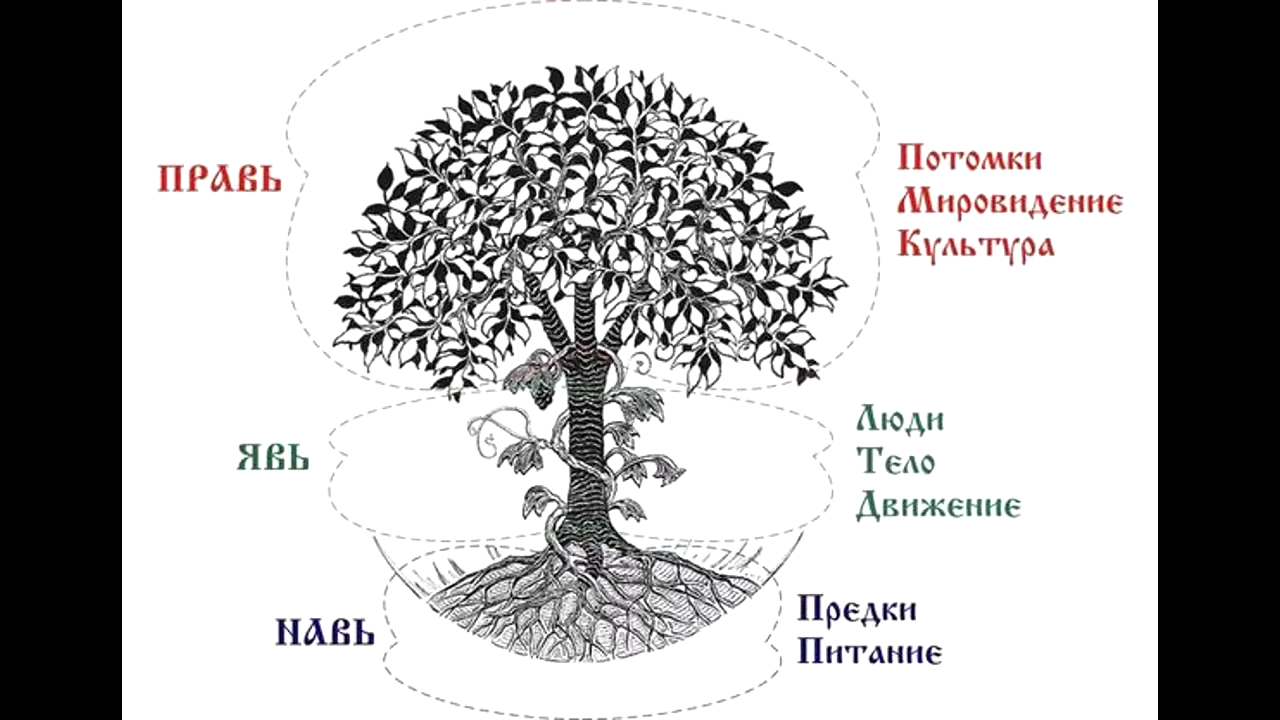 ПРАВЬ
Потомки
Мировидение
Культура
ЯВЬ
Люди
Тело
Движение
НАВЬ
Предки
Питание